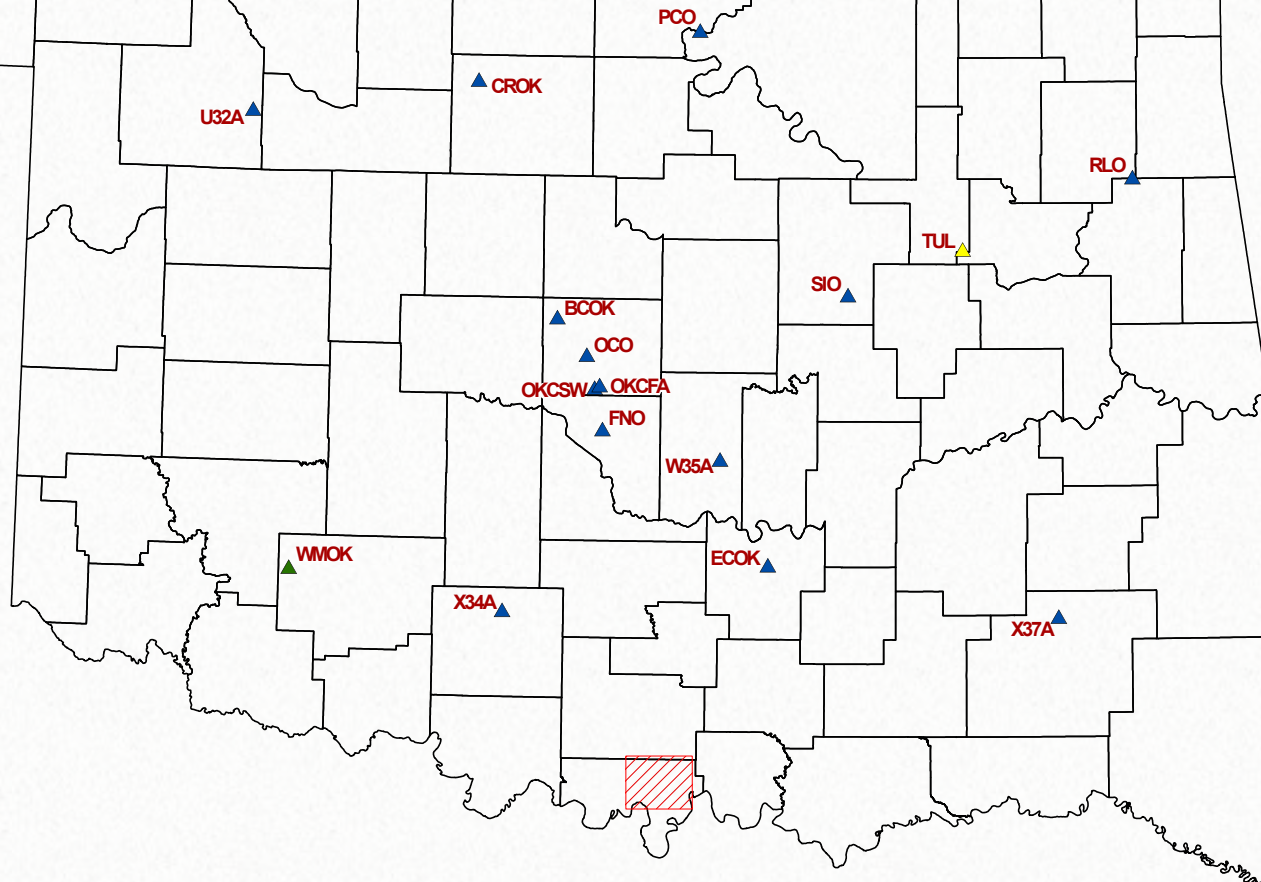 PCO
CROK
U32A
RLO
TUL
SIO
BCOK
OCO
OKCSW
OKCFA
FNO
W35A
WMOK
ECOK
X34A
X37A